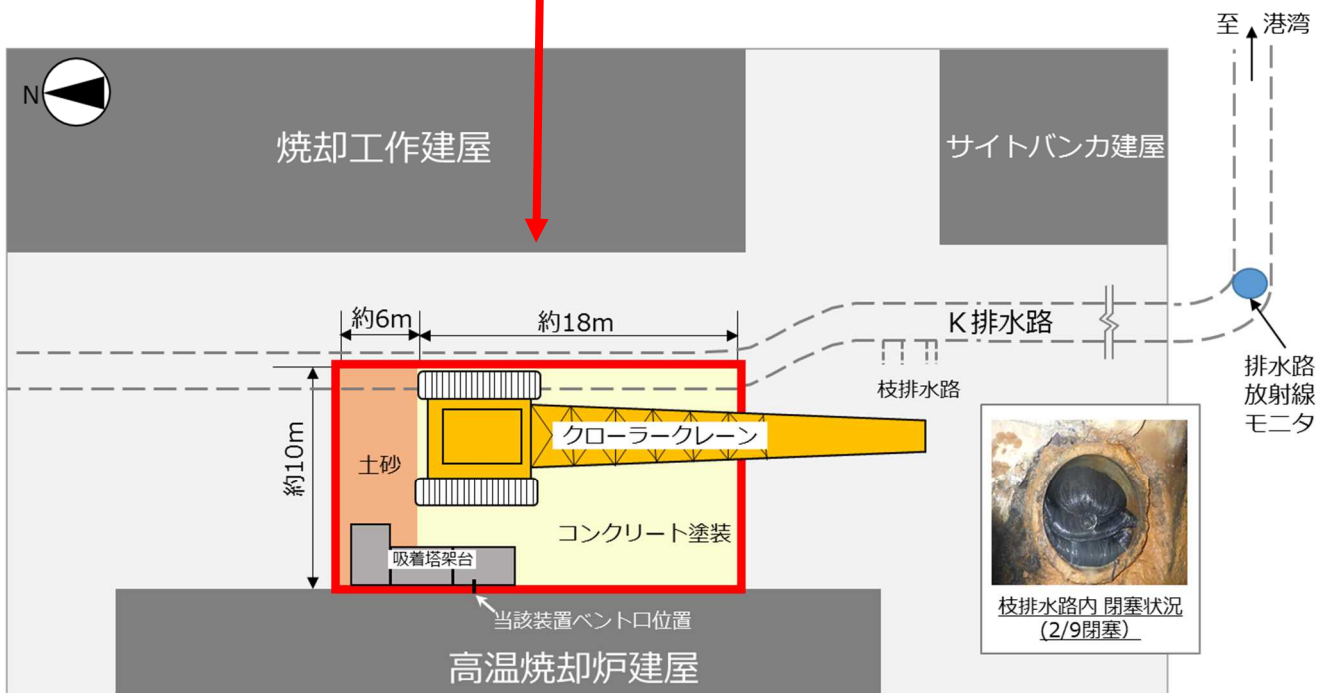 至 港湾
N
焼却工作建屋
サイトバンカ建屋
約6m
約18m
K排水路
枝排水路
排水路
放射線
モニタ
約10m
土砂
クローラークレーン
コンクリート塗装
吸着塔架台
当該装置ベント口位置
高温焼却炉建屋
枝排水路内 閉塞状況
(2/9閉塞）